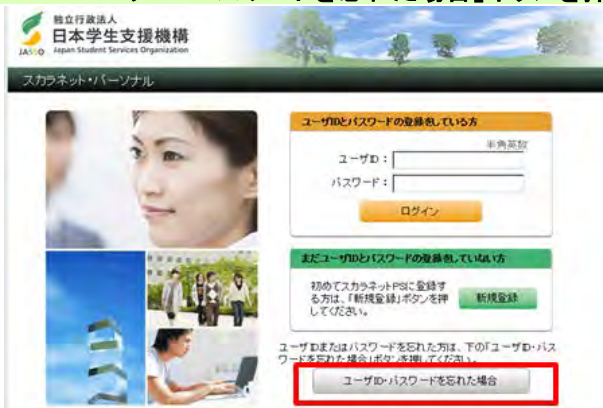 独立行政法人
日本学生支援機構
JASSO Japan Student Services Organization
スカラネット・パーソナル
ユーザIDとパスワードの登録をしている方
半角英数
ユーザID：
パスワード：
ログイン
まだユーザIDとパスワードの登録をしていない方
初めてスカラネットPSに登録す
る方は、「新規登録」ボタンを押
してください。
新規登録
ユーザIDまたはパスワードを忘れた方は、下の「ユーザID・パス
ワードを忘れた場合」ボタンを押してください。
ユーザID・パスワードを忘れた場合